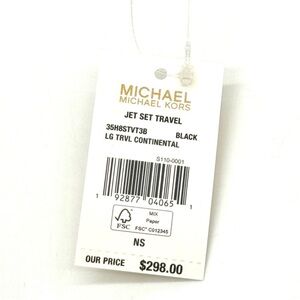 MICHAEL
MICHAEL KORS
JET SET TRAVEL
35H8STVT3B BLACK
LG TRVL CONTINENTAL
S110-0001
1 92877 04065 1
FSC
MIX
Paper
FSC® C012345
NS
OUR PRICE $298.00